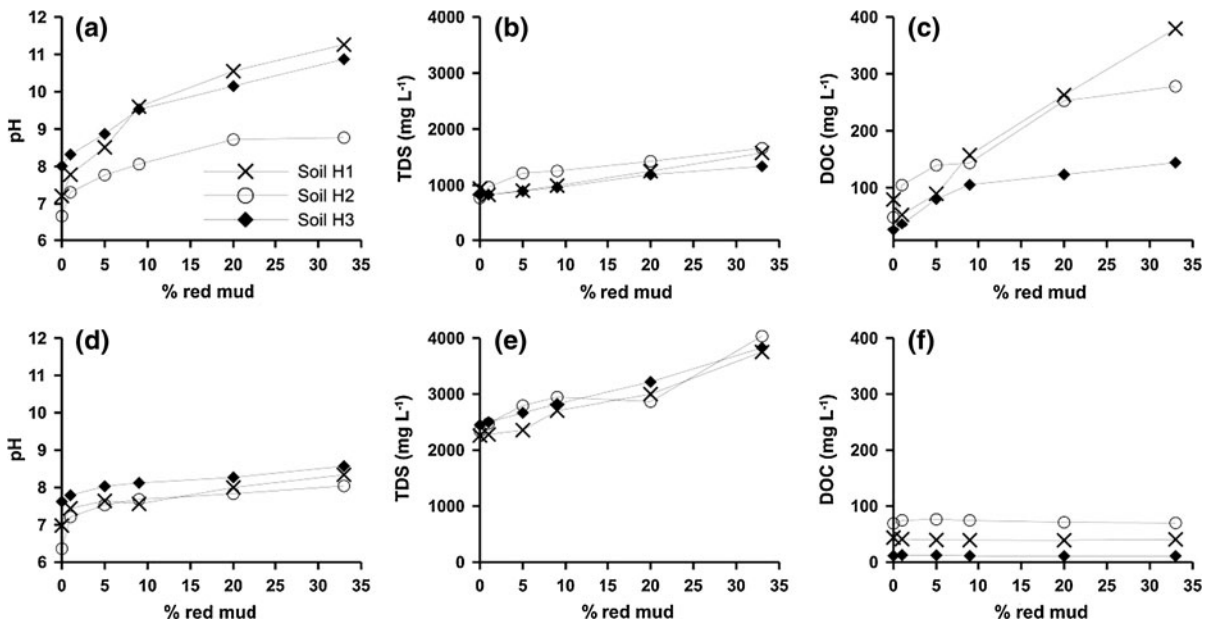 (a)
12
11
10
9
8
7
6
pH
Soil H1
Soil H2
Soil H3
0 5 10 15 20 25 30 35
% red mud
(b)
4000
3000
2000
1000
0
TDS (mg L⁻¹)
0 5 10 15 20 25 30 35
% red mud
(c)
400
300
200
100
DOC (mg L⁻¹)
0 5 10 15 20 25 30 35
% red mud
(d)
12
11
10
9
8
7
6
pH
0 5 10 15 20 25 30 35
% red mud
(e)
4000
3000
2000
1000
0
TDS (mg L⁻¹)
0 5 10 15 20 25 30 35
% red mud
(f)
400
300
200
100
0
DOC (mg L⁻¹)
0 5 10 15 20 25 30 35
% red mud